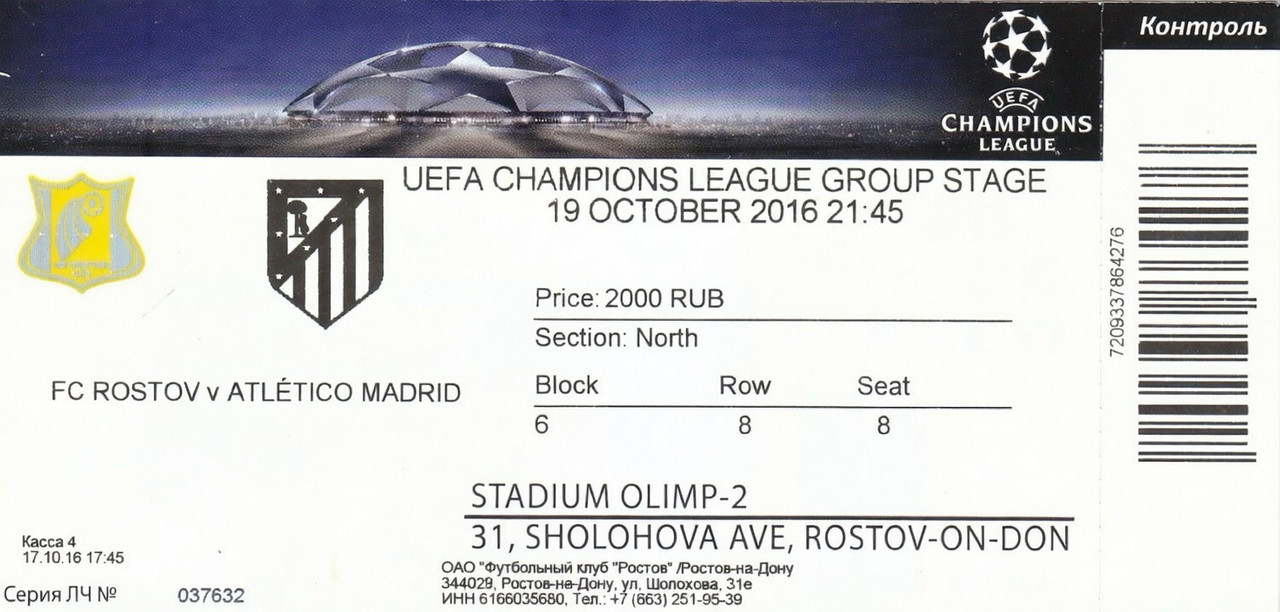 Контроль
UEFA
CHAMPIONS
LEAGUE
UEFA CHAMPIONS LEAGUE GROUP STAGE
19 OCTOBER 2016 21:45
Price: 2000 RUB
Section: North
FC ROSTOV v ATLÉTICO MADRID
Block Row Seat
6 8 8
7209337864276
STADIUM OLIMP-2
31, SHOLOHOVA AVE, ROSTOV-ON-DON
Касса 4
17.10.16 17:45
ОАО "Футбольный клуб "Ростов" /Ростов-на-Дону
344029, Ростов-на-Дону, ул, Шолохова, 31е
ИНН 6166035680, Тел.: +7 (863) 251-95-39
Серия ЛЧ № 037632